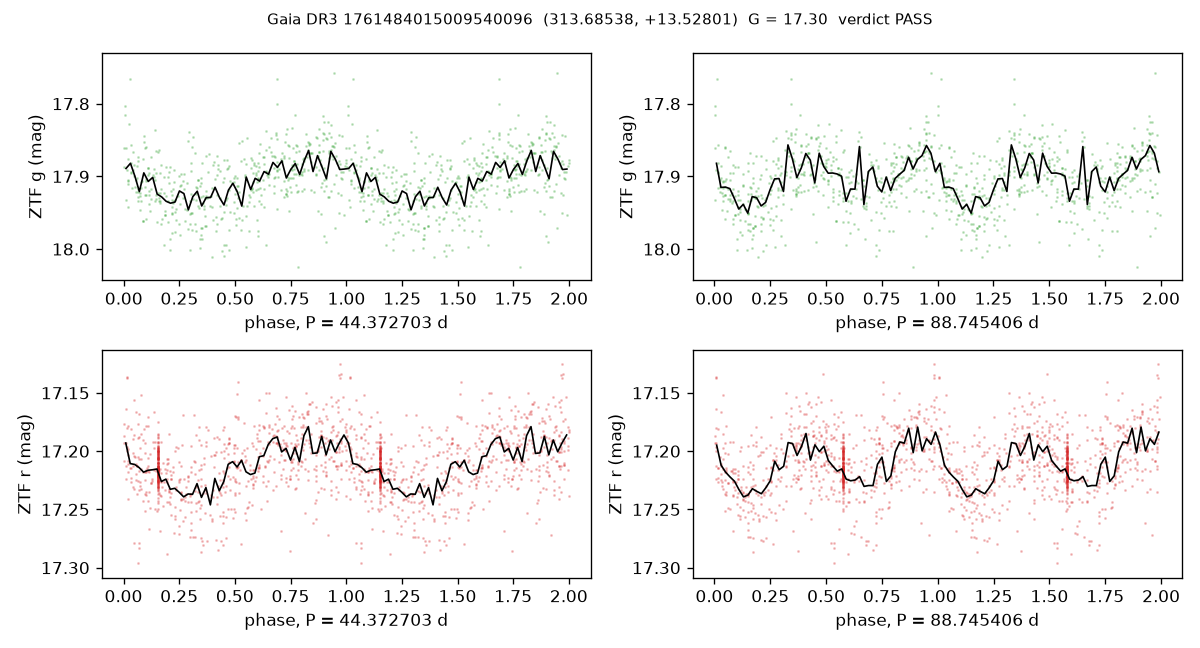 Gaia DR3 1761484015009540096  (313.68538, +13.52801)  G = 17.30  verdict PASS
ZTF g (mag)
17.8
17.9
18.0
0.00 0.25 0.50 0.75 1.00 1.25 1.50 1.75 2.00
phase, P = 44.372703 d
ZTF g (mag)
17.8
17.9
18.0
0.00 0.25 0.50 0.75 1.00 1.25 1.50 1.75 2.00
phase, P = 88.745406 d
ZTF r (mag)
17.15
17.20
17.25
17.30
0.00 0.25 0.50 0.75 1.00 1.25 1.50 1.75 2.00
phase, P = 44.372703 d
ZTF r (mag)
17.15
17.20
17.25
17.30
0.00 0.25 0.50 0.75 1.00 1.25 1.50 1.75 2.00
phase, P = 88.745406 d